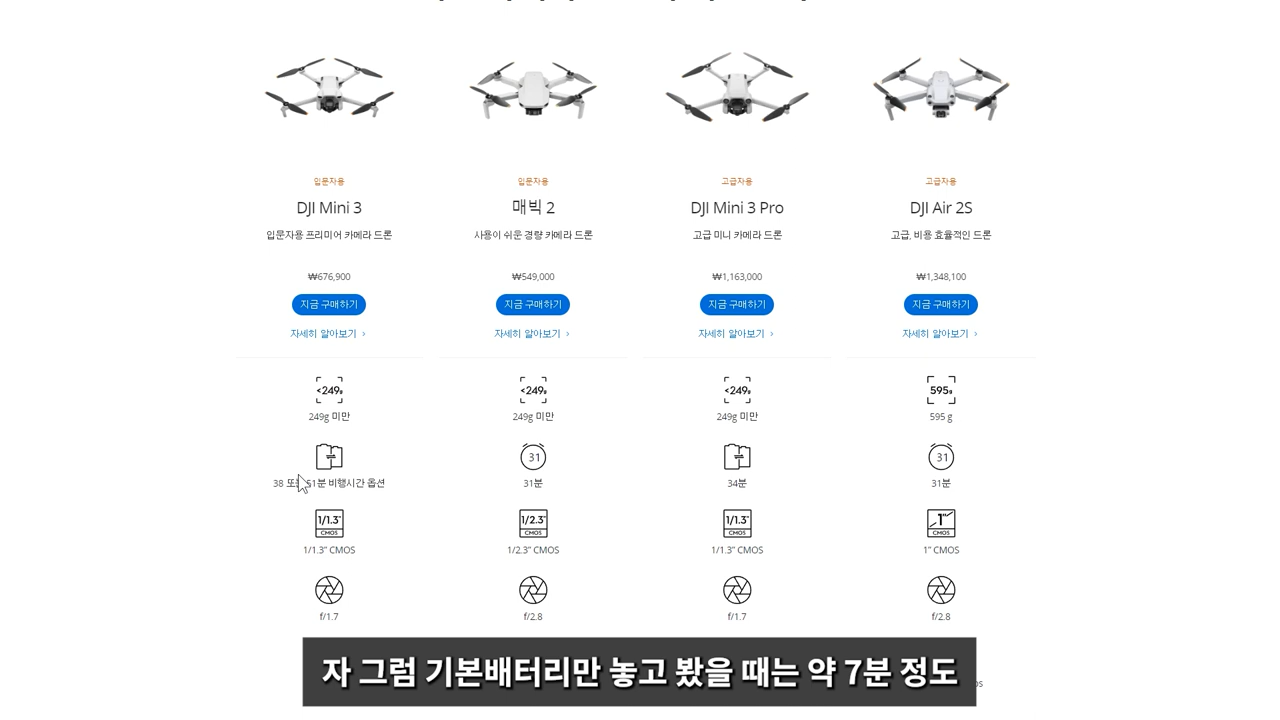 입문자용
입문자용
고급자용
고급자용
DJI Mini 3
매빅 2
DJI Mini 3 Pro
DJI Air 2S
입문자용 프리미어 카메라 드론
사용이 쉬운 경량 카메라 드론
고급 미니 카메라 드론
고급, 비용 효율적인 드론
₩676,900
₩549,000
₩1,163,000
₩1,348,100
지금 구매하기
지금 구매하기
지금 구매하기
지금 구매하기
자세히 알아보기 ›
자세히 알아보기 ›
자세히 알아보기 ›
자세히 알아보기 ›
<249g
<249g
<249g
595g
249g 미만
249g 미만
249g 미만
595 g
31
31
38 51분 비행시간 옵션
31분
34분
31분
1/1.3"
CMOS
1/2.3"
CMOS
1/1.3"
CMOS
1"
CMOS
1/1.3" CMOS
1/2.3" CMOS
1/1.3" CMOS
1" CMOS
f/1.7
f/2.8
f/1.7
f/2.8
자 그럼 기본배터리만 놓고 봤을 때는 약 7분 정도